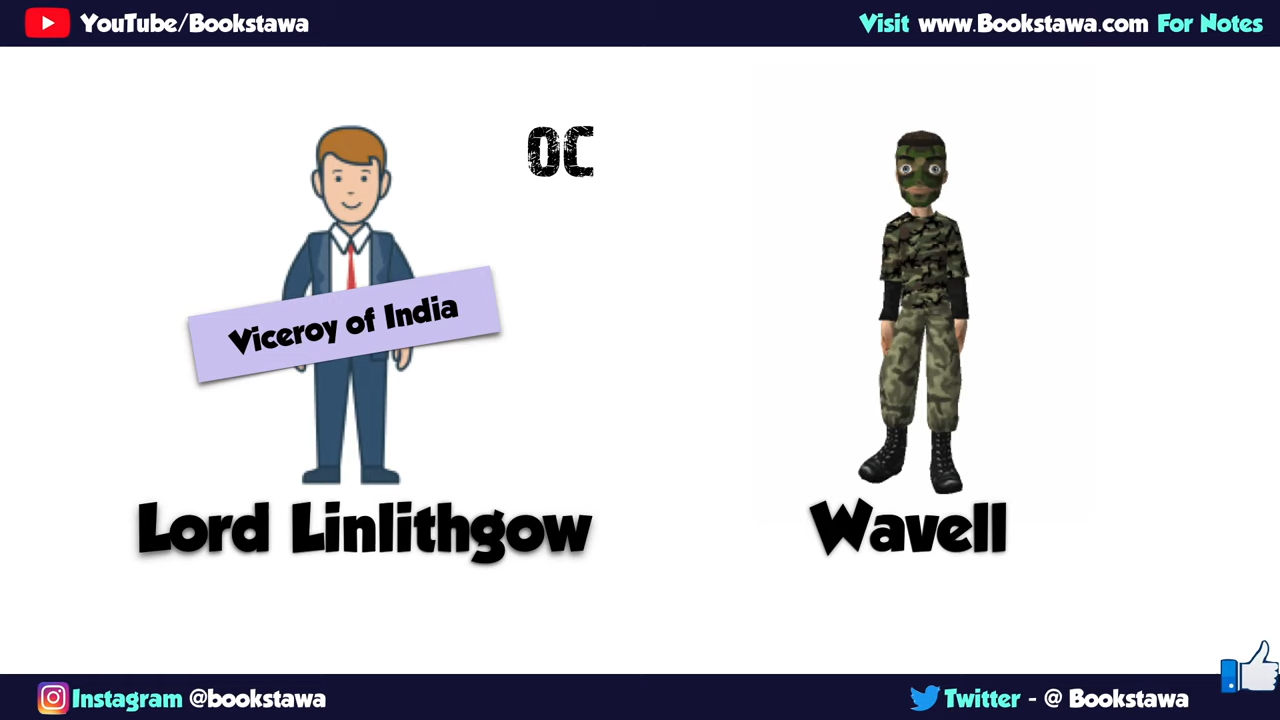 YouTube/Bookstawa
Visit www.Bookstawa.com For Notes
OC
Viceroy of India
Lord Linlithgow
Wavell
Instagram @bookstawa
Twitter - @ Bookstawa